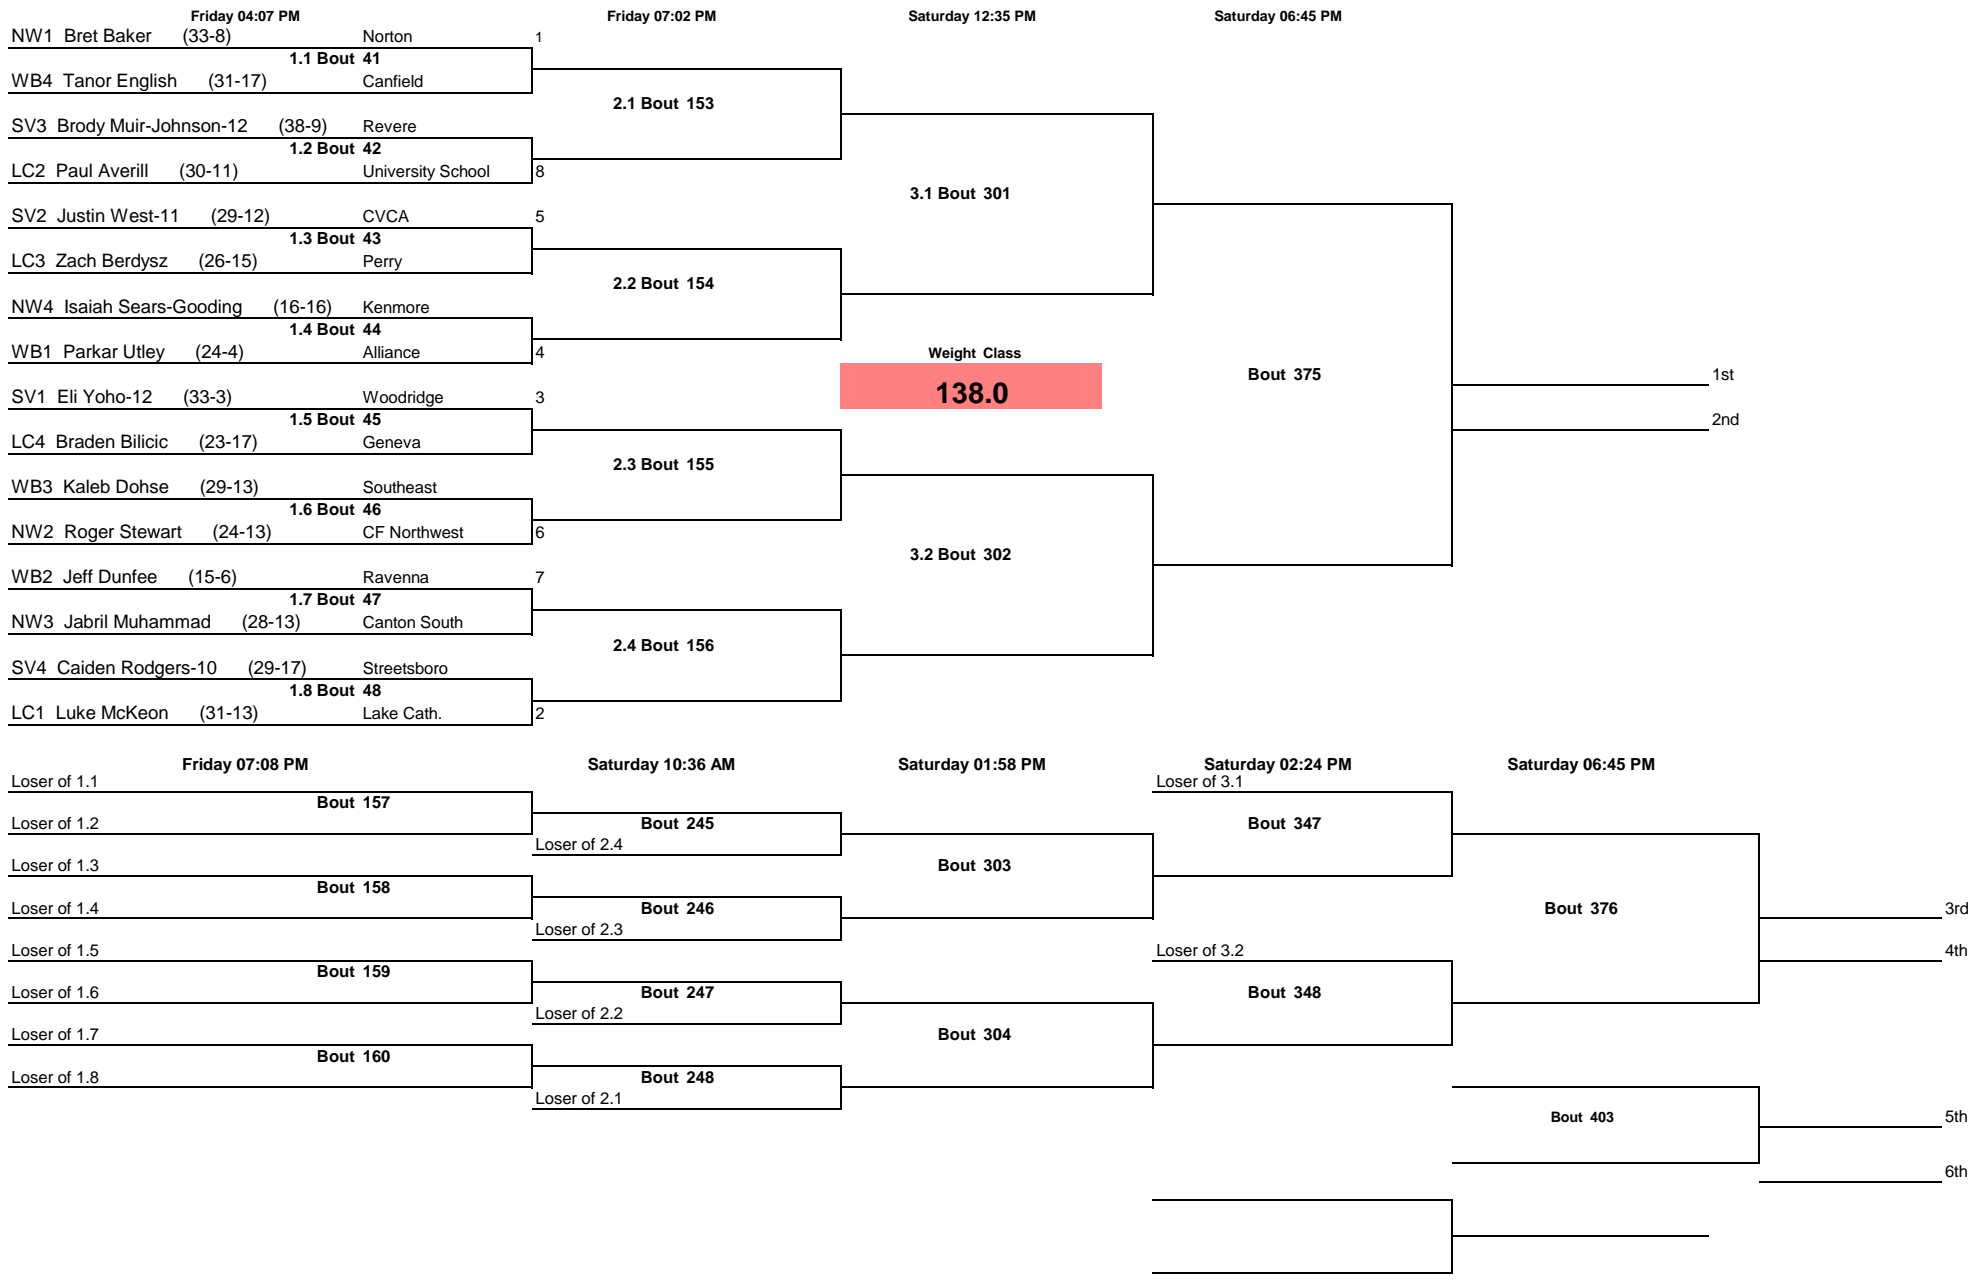 Friday 04:07 PM Friday 07:02 PM Saturday 12:35 PM Saturday 06:45 PM
NW1 Bret Baker (33-8) Norton 1
1.1 Bout 41
WB4 Tanor English (31-17) Canfield
2.1 Bout 153
SV3 Brody Muir-Johnson-12 (38-9) Revere
1.2 Bout 42
LC2 Paul Averill (30-11) University School 8
3.1 Bout 301
SV2 Justin West-11 (29-12) CVCA 5
1.3 Bout 43
LC3 Zach Berdysz (26-15) Perry
2.2 Bout 154
NW4 Isaiah Sears-Gooding (16-16) Kenmore
1.4 Bout 44
WB1 Parkar Utley (24-4) Alliance 4
Weight Class
Bout 375 1st
138.0
SV1 Eli Yoho-12 (33-3) Woodridge 3
1.5 Bout 45
2nd
LC4 Braden Bilicic (23-17) Geneva
2.3 Bout 155
WB3 Kaleb Dohse (29-13) Southeast
1.6 Bout 46
NW2 Roger Stewart (24-13) CF Northwest 6
3.2 Bout 302
WB2 Jeff Dunfee (15-6) Ravenna 7
1.7 Bout 47
NW3 Jabril Muhammad (28-13) Canton South
2.4 Bout 156
SV4 Caiden Rodgers-10 (29-17) Streetsboro
1.8 Bout 48
LC1 Luke McKeon (31-13) Lake Cath. 2
Friday 07:08 PM Saturday 10:36 AM Saturday 01:58 PM Saturday 02:24 PM Saturday 06:45 PM
Loser of 1.1 Loser of 3.1
Bout 157
Loser of 1.2 Bout 245 Bout 347
Loser of 2.4
Loser of 1.3 Bout 303
Bout 158
Loser of 1.4 Bout 246 Bout 376 3rd
Loser of 2.3
Loser of 1.5 Loser of 3.2 4th
Bout 159
Loser of 1.6 Bout 247 Bout 348
Loser of 2.2
Loser of 1.7 Bout 304
Bout 160
Loser of 1.8 Bout 248
Loser of 2.1
Bout 403 5th
6th